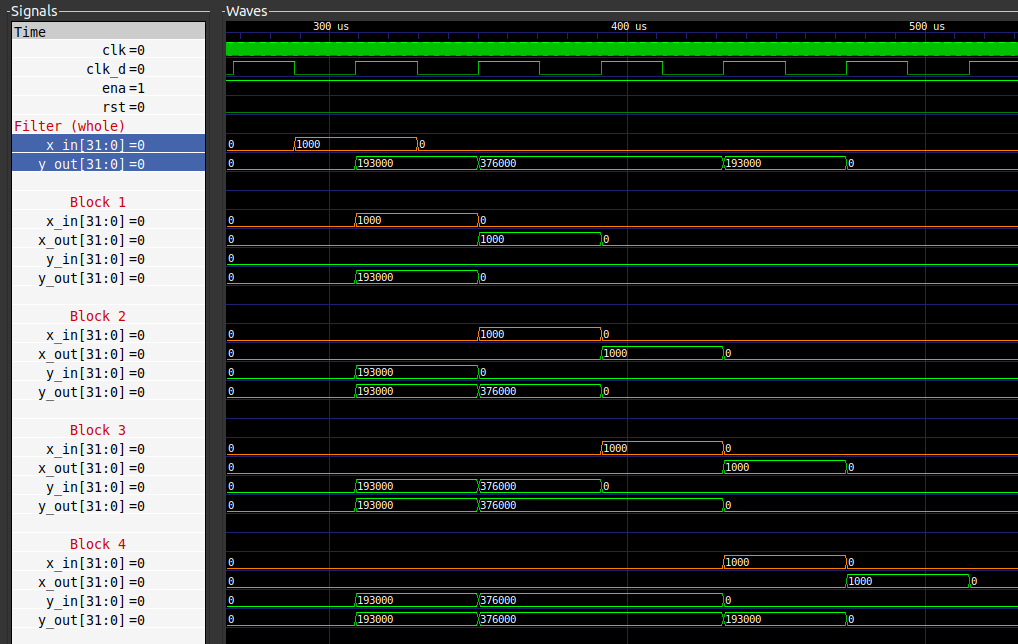 Signals
Waves
Time
300 us 400 us 500 us
clk=0
clk_d=0
ena=1
rst=0
Filter (whole)
x_in[31:0]=0 0 1000 0
y_out[31:0]=0 0 193000 376000 193000 0
Block 1
x_in[31:0]=0 0 1000 0
x_out[31:0]=0 0 1000 0
y_in[31:0]=0 0
y_out[31:0]=0 0 193000 0
Block 2
x_in[31:0]=0 0 1000 0
x_out[31:0]=0 0 1000 0
y_in[31:0]=0 0 193000 0
y_out[31:0]=0 0 193000 376000 0
Block 3
x_in[31:0]=0 0 1000 0
x_out[31:0]=0 0 1000 0
y_in[31:0]=0 0 193000 376000 0
y_out[31:0]=0 0 193000 376000 0
Block 4
x_in[31:0]=0 0 1000 0
x_out[31:0]=0 0 1000 0
y_in[31:0]=0 0 193000 376000 0
y_out[31:0]=0 0 193000 376000 193000 0